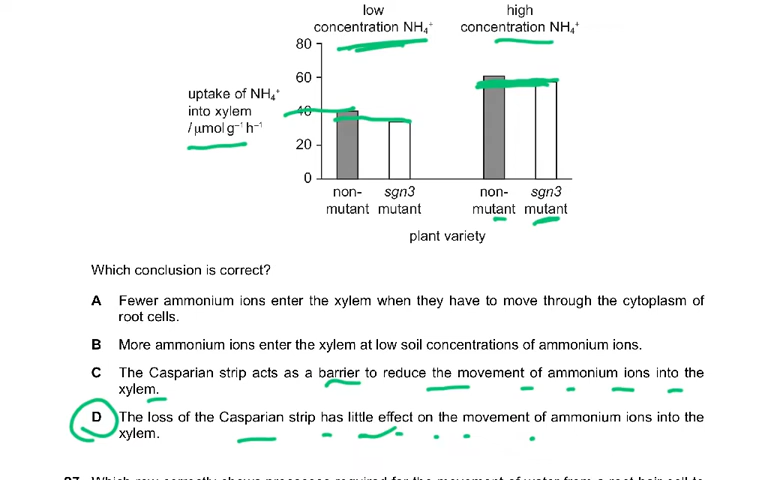 low
concentration NH₄⁺
high
concentration NH₄⁺
80
60
40
20
0
uptake of NH₄⁺
into xylem
/ μmol g⁻¹ h⁻¹
non-
mutant
sgn3
mutant
non-
mutant
sgn3
mutant
plant variety
Which conclusion is correct?
A Fewer ammonium ions enter the xylem when they have to move through the cytoplasm of
root cells.
B More ammonium ions enter the xylem at low soil concentrations of ammonium ions.
C The Casparian strip acts as a barrier to reduce the movement of ammonium ions into the
xylem.
D The loss of the Casparian strip has little effect on the movement of ammonium ions into the
xylem.